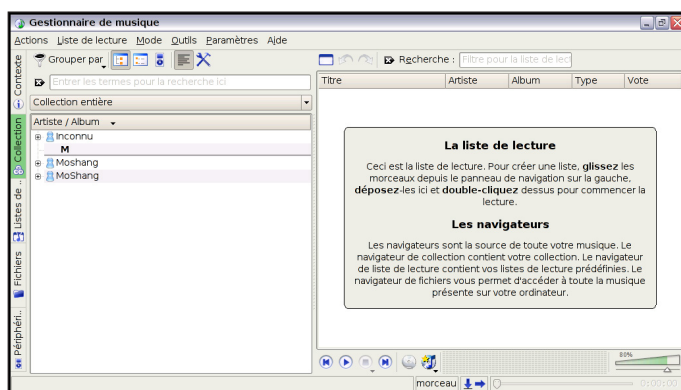 Gestionnaire de musique
Actions Liste de lecture Mode Outils Paramètres Aide
Grouper par
Recherche : Filtre pour la liste de lect
Entrer les termes pour la recherche ici
Collection entière
Artiste / Album
Inconnu
M
Moshang
MoShang
Contexte
Collection
Listes de ...
Fichiers
Périphéri...
Titre Artiste Album Type Vote
La liste de lecture
Ceci est la liste de lecture. Pour créer une liste, glissez les
morceaux depuis le panneau de navigation sur la gauche,
déposez-les ici et double-cliquez dessus pour commencer la
lecture.
Les navigateurs
Les navigateurs sont la source de toute votre musique. Le
navigateur de collection contient votre collection. Le navigateur
de liste de lecture contient vos listes de lecture prédéfinies. Le
navigateur de fichiers vous permet d'accéder à toute la musique
présente sur votre ordinateur.
80%
morceau
0:00:00